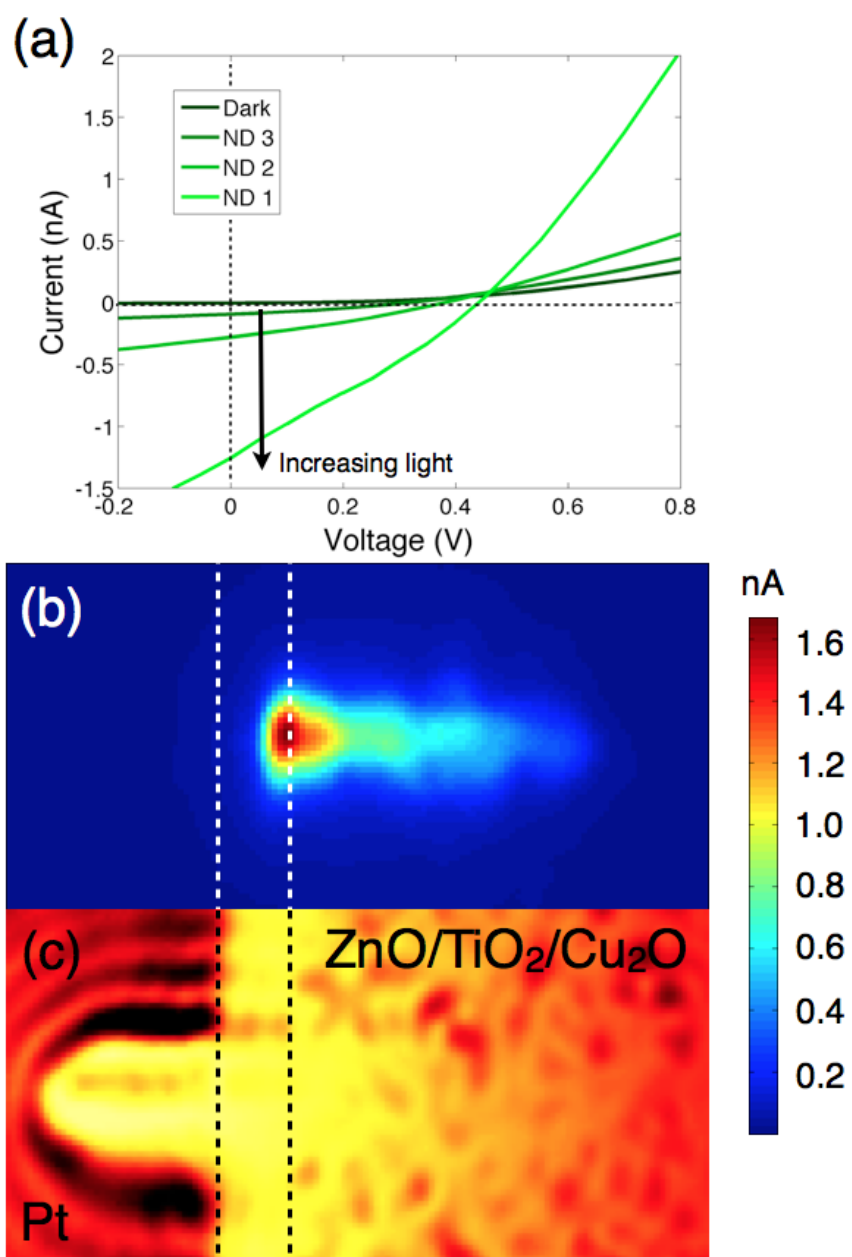 (a)
2
1.5
1
0.5
0
-0.5
-1
-1.5
Current (nA)
Dark
ND 3
ND 2
ND 1
Increasing light
-0.2 0 0.2 0.4 0.6 0.8
Voltage (V)
(b)
nA
1.6
1.4
1.2
1.0
0.8
0.6
0.4
0.2
(c)
ZnO/TiO₂/Cu₂O
Pt